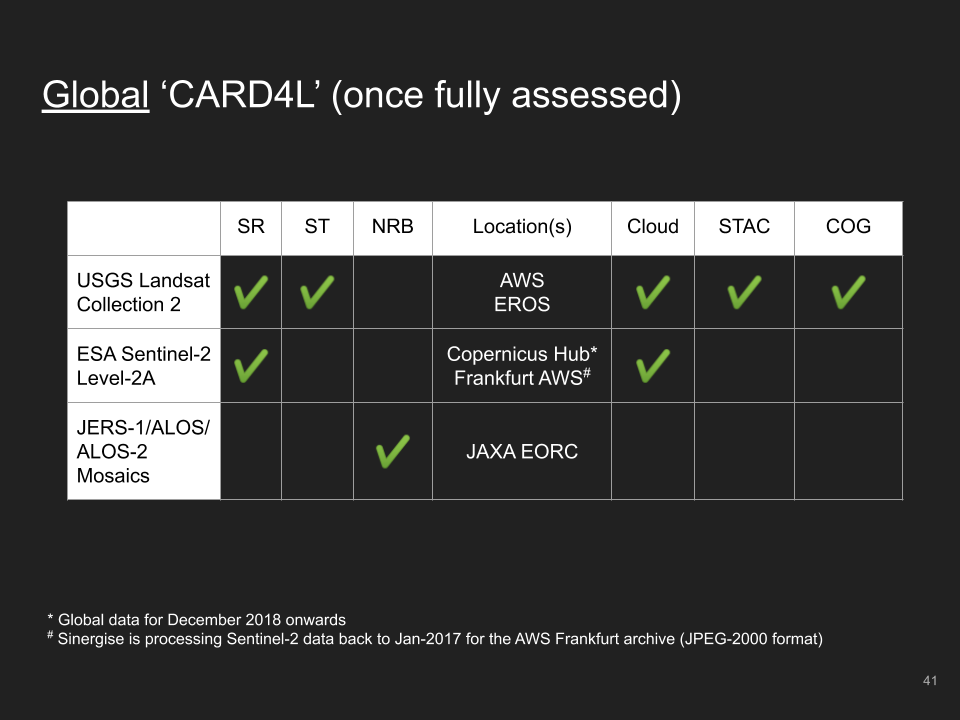 Global ‘CARD4L’ (once fully assessed)
SR ST NRB Location(s) Cloud STAC COG
USGS Landsat
Collection 2
✔ ✔ AWS
EROS
✔ ✔ ✔
ESA Sentinel-2
Level-2A
✔ Copernicus Hub*
Frankfurt AWS#
✔
JERS-1/ALOS/
ALOS-2
Mosaics
✔ JAXA EORC
* Global data for December 2018 onwards
# Sinergise is processing Sentinel-2 data back to Jan-2017 for the AWS Frankfurt archive (JPEG-2000 format)
41